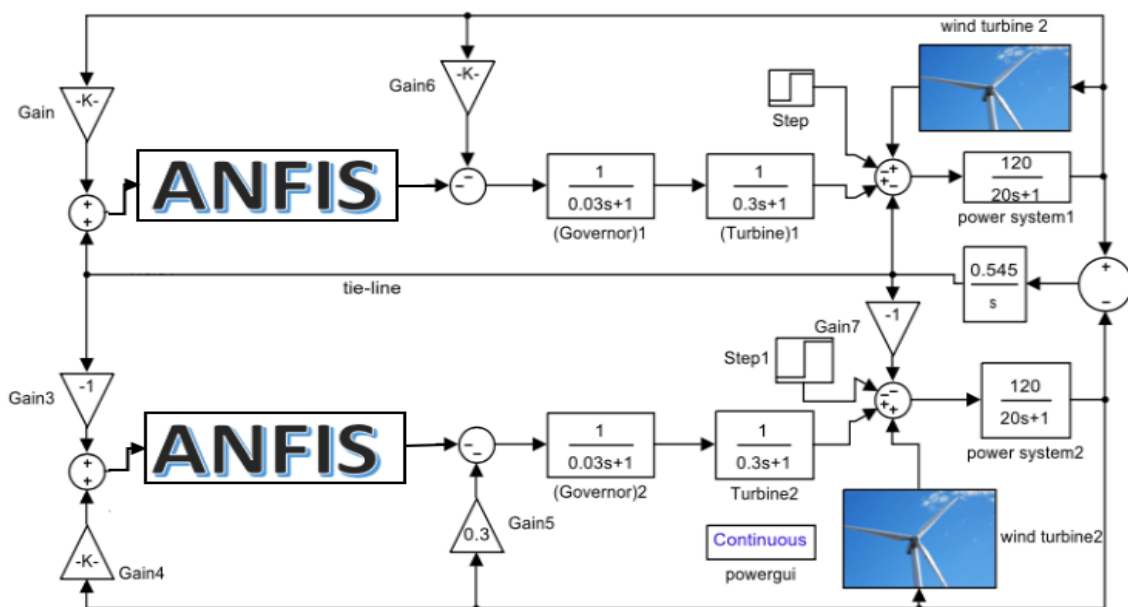 wind turbine 2
-K-
Gain
-K-
Gain6
Step
ANFIS
+
+
−
−
1
0.03s+1
(Governor)1
1
0.3s+1
(Turbine)1
−+
+−
120
20s+1
power system1
tie-line
0.545
s
+
−
-1
Gain7
Step1
-1
Gain3
ANFIS
+
+
−
−
1
0.03s+1
(Governor)2
1
0.3s+1
Turbine2
−−
++
120
20s+1
power system2
-K-
Gain4
0.3
Gain5
Continuous
powergui
wind turbine2